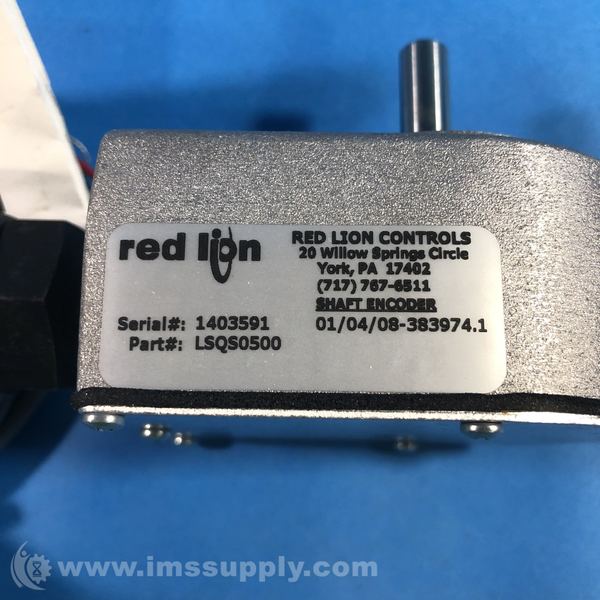 red lion
RED LION CONTROLS
20 Willow Springs Circle
York, PA 17402
(717) 767-6511
SHAFT ENCODER
Serial#: 1403591
01/04/08-383974.1
Part#: LSQS0500
www.imssupply.com